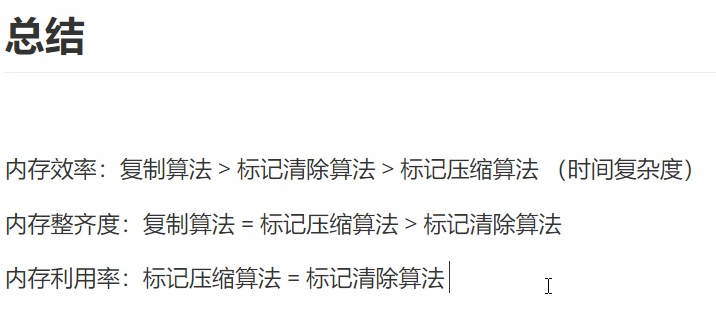 总结
内存效率：复制算法 > 标记清除算法 > 标记压缩算法 （时间复杂度）
内存整齐度：复制算法 = 标记压缩算法 > 标记清除算法
内存利用率：标记压缩算法 = 标记清除算法